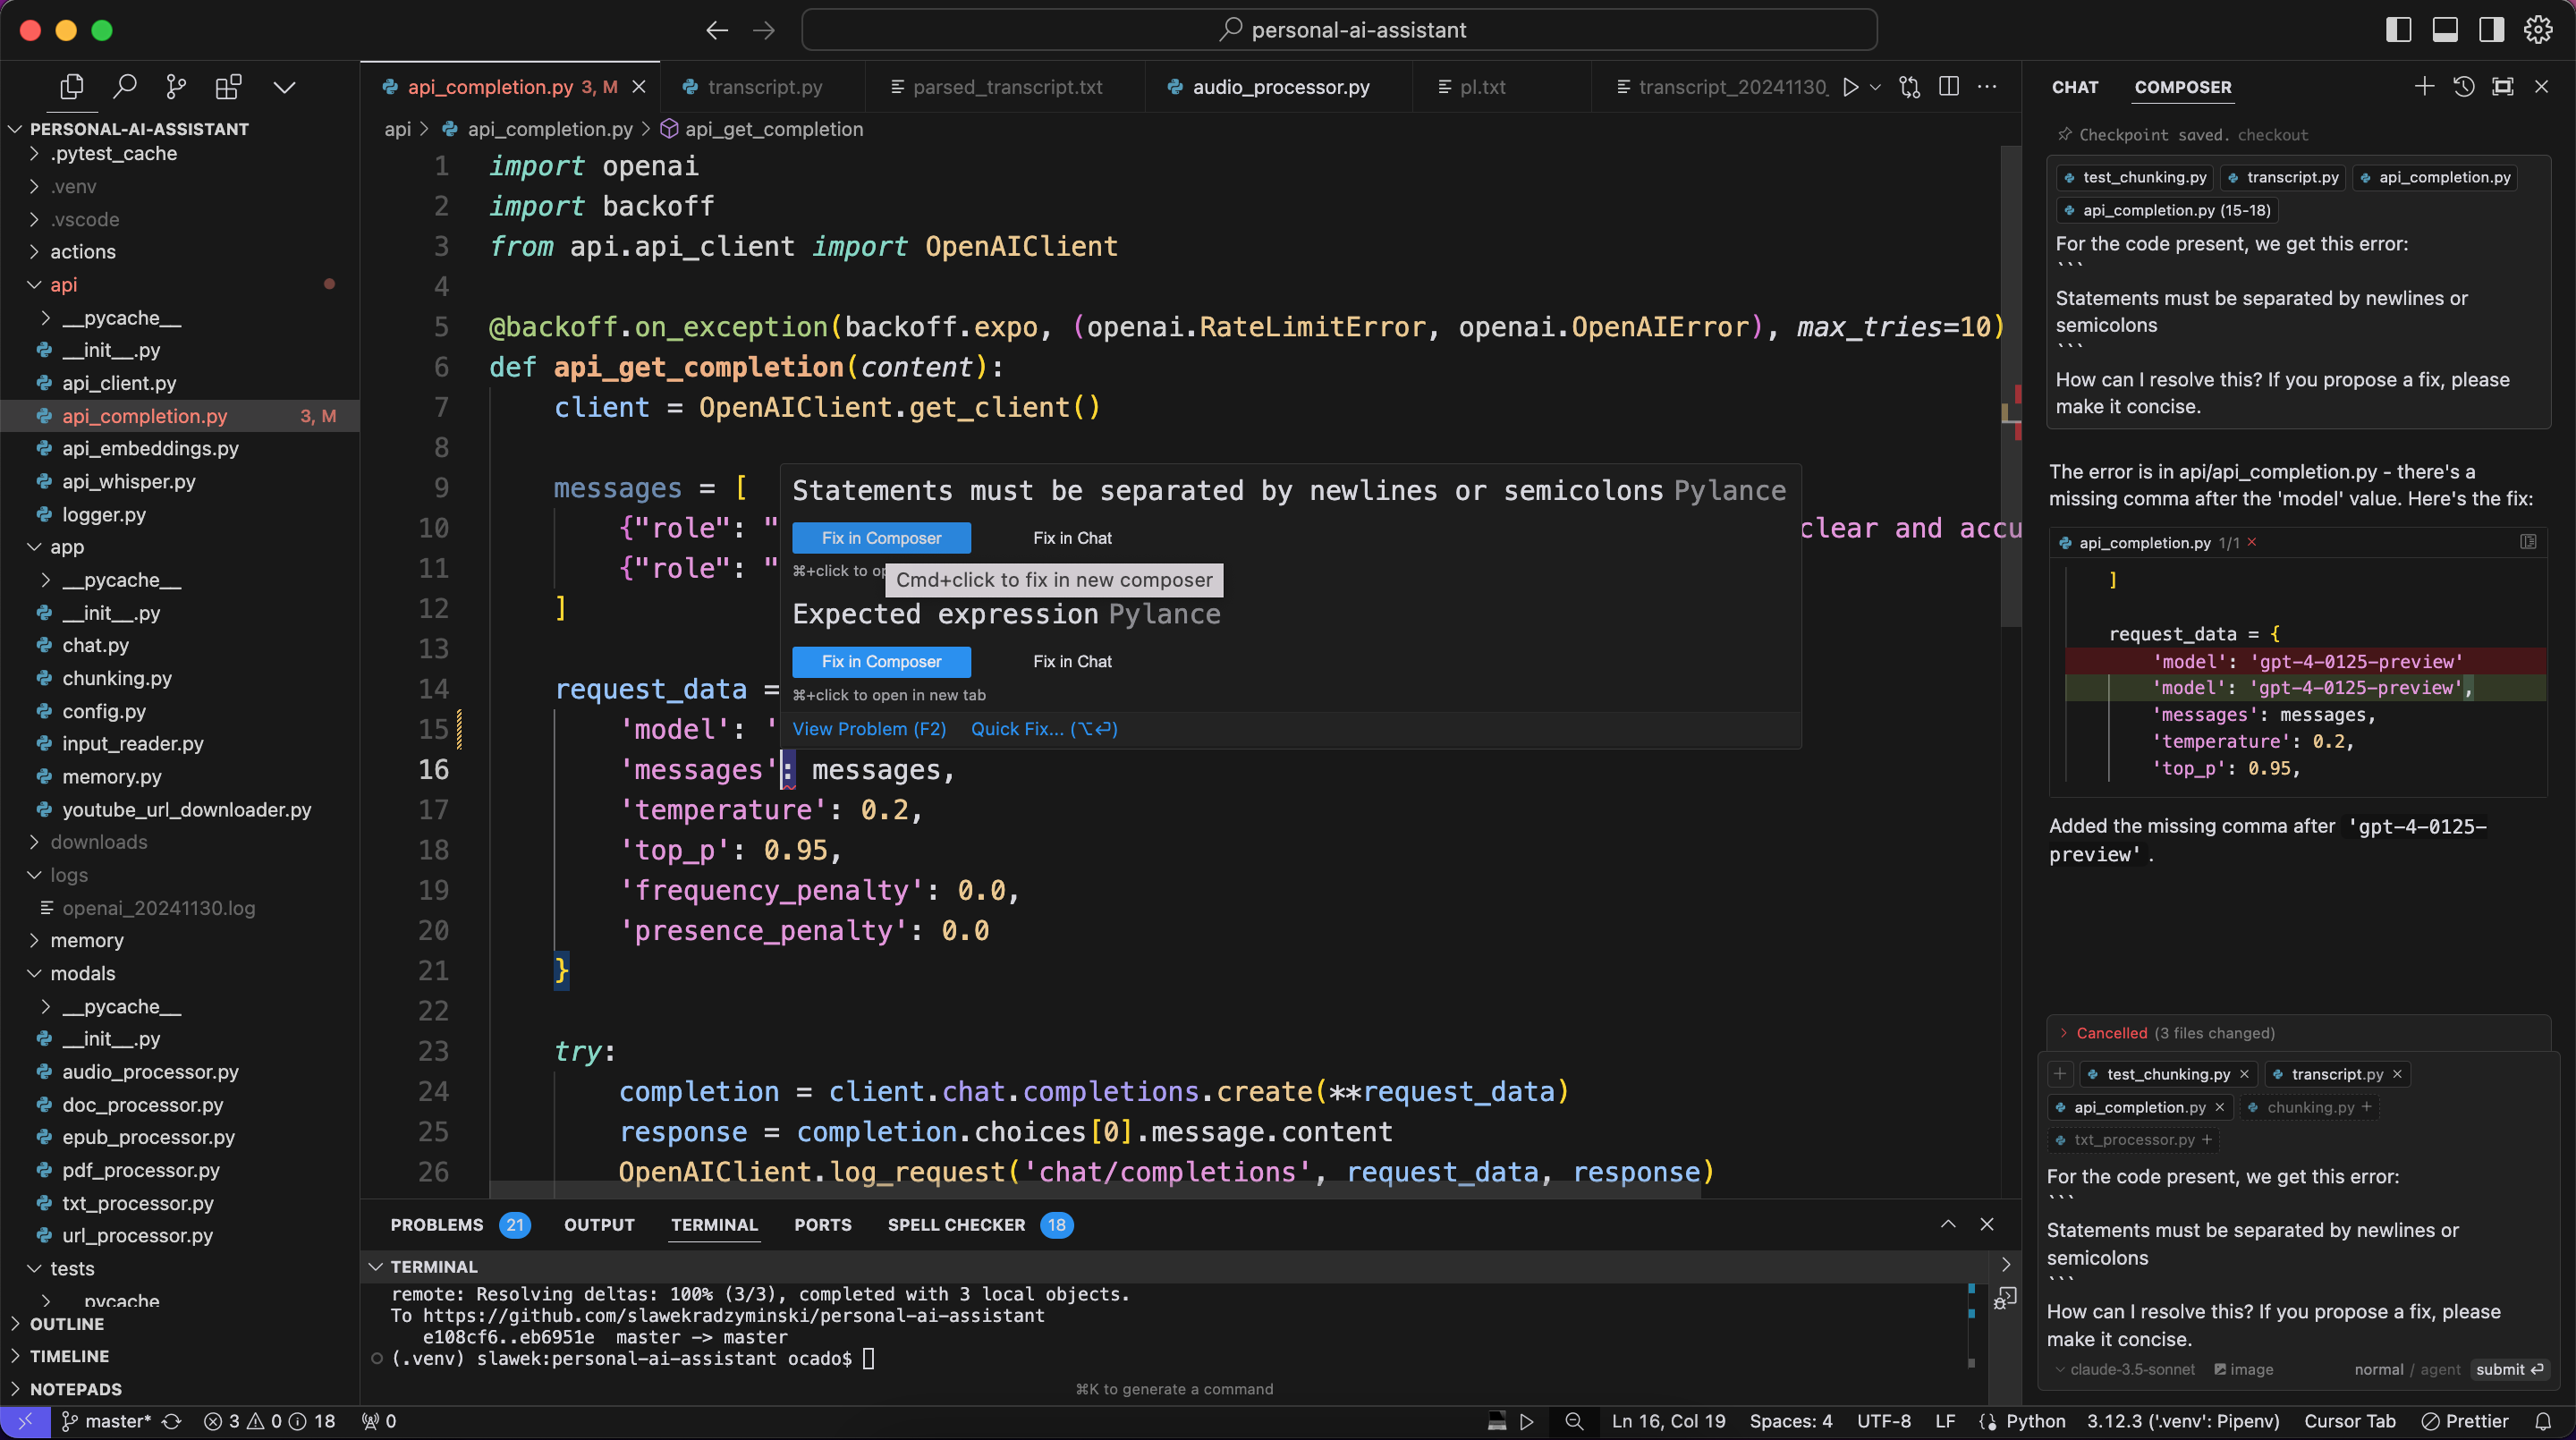 personal-ai-assistant
PERSONAL-AI-ASSISTANT
.pytest_cache
.venv
.vscode
actions
api
__pycache__
__init__.py
api_client.py
api_completion.py 3, M
api_embeddings.py
api_whisper.py
logger.py
app
__pycache__
__init__.py
chat.py
chunking.py
config.py
input_reader.py
memory.py
youtube_url_downloader.py
downloads
logs
openai_20241130.log
memory
modals
__pycache__
__init__.py
audio_processor.py
doc_processor.py
epub_processor.py
pdf_processor.py
txt_processor.py
url_processor.py
tests
pycache
OUTLINE
TIMELINE
NOTEPADS
api_completion.py 3, M
transcript.py
parsed_transcript.txt
audio_processor.py
pl.txt
transcript_20241130_
api > api_completion.py > api_get_completion
1 import openai
2 import backoff
3 from api.api_client import OpenAIClient
4
5 @backoff.on_exception(backoff.expo, (openai.RateLimitError, openai.OpenAIError), max_tries=10)
6 def api_get_completion(content):
7 client = OpenAIClient.get_client()
8
9 messages = [
10 {"role": " clear and accu
11 {"role": "
12 ]
13
14 request_data =
15 'model': '
16 'messages': messages,
17 'temperature': 0.2,
18 'top_p': 0.95,
19 'frequency_penalty': 0.0,
20 'presence_penalty': 0.0
21 }
22
23 try:
24 completion = client.chat.completions.create(**request_data)
25 response = completion.choices[0].message.content
26 OpenAIClient.log_request('chat/completions', request_data, response)
Statements must be separated by newlines or semicolons Pylance
Fix in Composer Fix in Chat
⌘+click to op
Cmd+click to fix in new composer
Expected expression Pylance
Fix in Composer Fix in Chat
⌘+click to open in new tab
View Problem (F2) Quick Fix... (⌥⏎)
PROBLEMS 21 OUTPUT TERMINAL PORTS SPELL CHECKER 18
TERMINAL
remote: Resolving deltas: 100% (3/3), completed with 3 local objects.
To https://github.com/slawekradzyminski/personal-ai-assistant
e108cf6..eb6951e master -> master
(.venv) slawek:personal-ai-assistant ocado$
⌘K to generate a command
CHAT COMPOSER
Checkpoint saved. checkout
test_chunking.py transcript.py api_completion.py
api_completion.py (15-18)
For the code present, we get this error:
```
Statements must be separated by newlines or
semicolons
```
How can I resolve this? If you propose a fix, please
make it concise.
The error is in api/api_completion.py - there's a
missing comma after the 'model' value. Here's the fix:
api_completion.py 1/1
]
request_data = {
'model': 'gpt-4-0125-preview'
'model': 'gpt-4-0125-preview',
'messages': messages,
'temperature': 0.2,
'top_p': 0.95,
Added the missing comma after 'gpt-4-0125-
preview' .
Cancelled (3 files changed)
test_chunking.py transcript.py
api_completion.py chunking.py +
txt_processor.py +
For the code present, we get this error:
```
Statements must be separated by newlines or
semicolons
```
How can I resolve this? If you propose a fix, please
make it concise.
claude-3.5-sonnet image normal / agent submit ⏎
master* 3 0 18 0 Ln 16, Col 19 Spaces: 4 UTF-8 LF Python 3.12.3 ('.venv': Pipenv) Cursor Tab Prettier